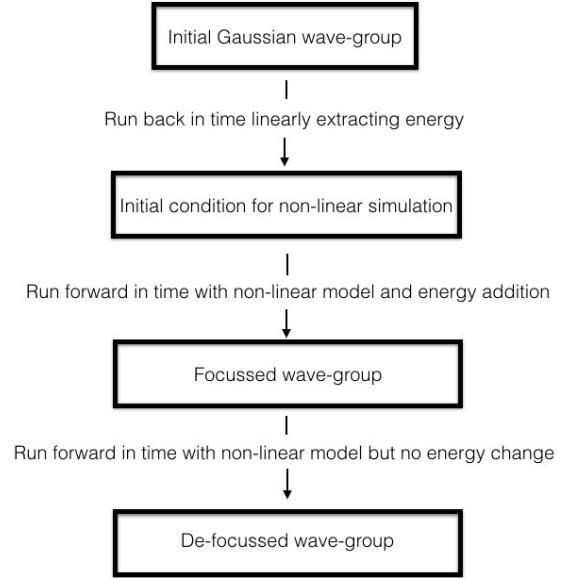 Initial Gaussian wave-group
Run back in time linearly extracting energy
Initial condition for non-linear simulation
Run forward in time with non-linear model and energy addition
Focussed wave-group
Run forward in time with non-linear model but no energy change
De-focussed wave-group